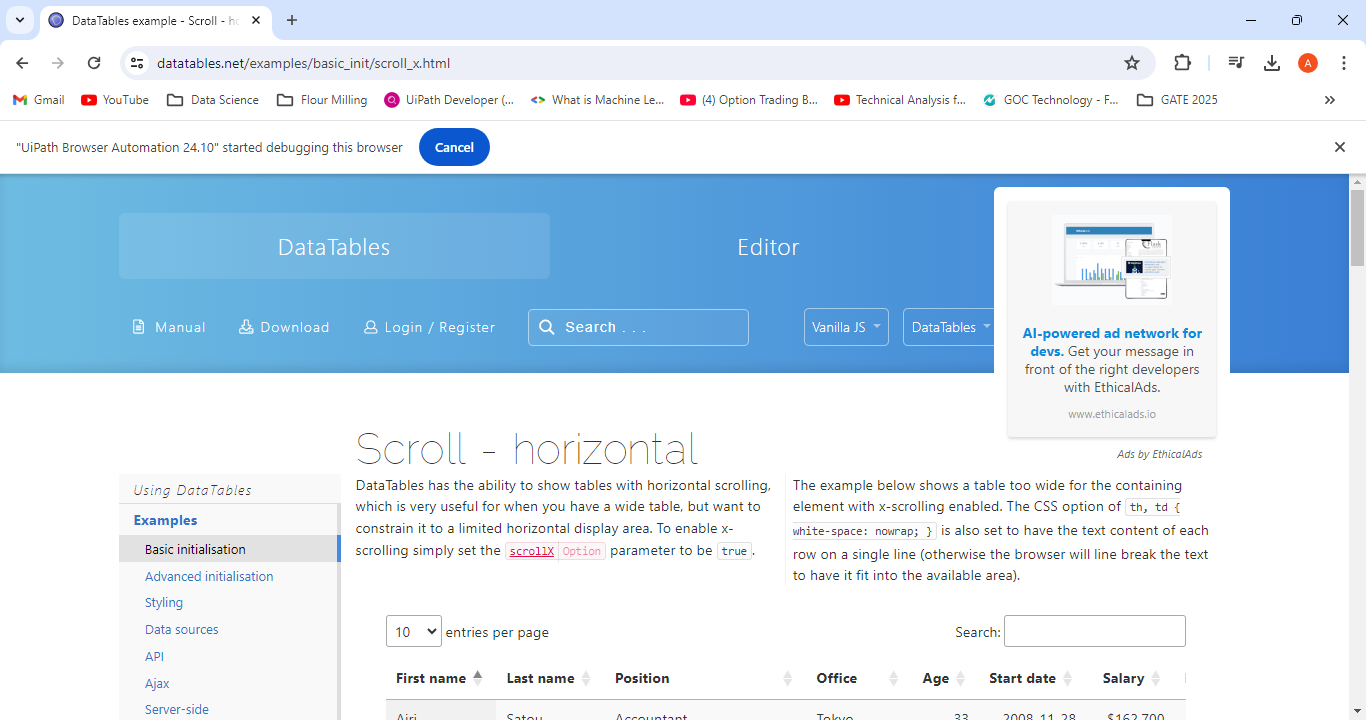 DataTables example - Scroll - ho
datatables.net/examples/basic_init/scroll_x.html
A
Gmail
YouTube
Data Science
Flour Milling
UiPath Developer (...
What is Machine Le...
(4) Option Trading B...
Technical Analysis f...
GOC Technology - F...
GATE 2025
"UiPath Browser Automation 24.10" started debugging this browser
Cancel
DataTables
Editor
Manual
Download
Login / Register
Search . . .
Vanilla JS
DataTables
AI-powered ad network for
devs. Get your message in
front of the right developers
with EthicalAds.
www.ethicalads.io
Ads by EthicalAds
Scroll - horizontal
Using DataTables
Examples
Basic initialisation
Advanced initialisation
Styling
Data sources
API
Ajax
Server-side
DataTables has the ability to show tables with horizontal scrolling,
which is very useful for when you have a wide table, but want to
constrain it to a limited horizontal display area. To enable x-
scrolling simply set the scrollX Option parameter to be true.
The example below shows a table too wide for the containing
element with x-scrolling enabled. The CSS option of th, td {
white-space: nowrap; } is also set to have the text content of each
row on a single line (otherwise the browser will line break the text
to have it fit into the available area).
10 entries per page
Search:
First name Last name Position Office Age Start date Salary
Airi Satou Accountant Tokyo 33 2008-11-28 $162,700